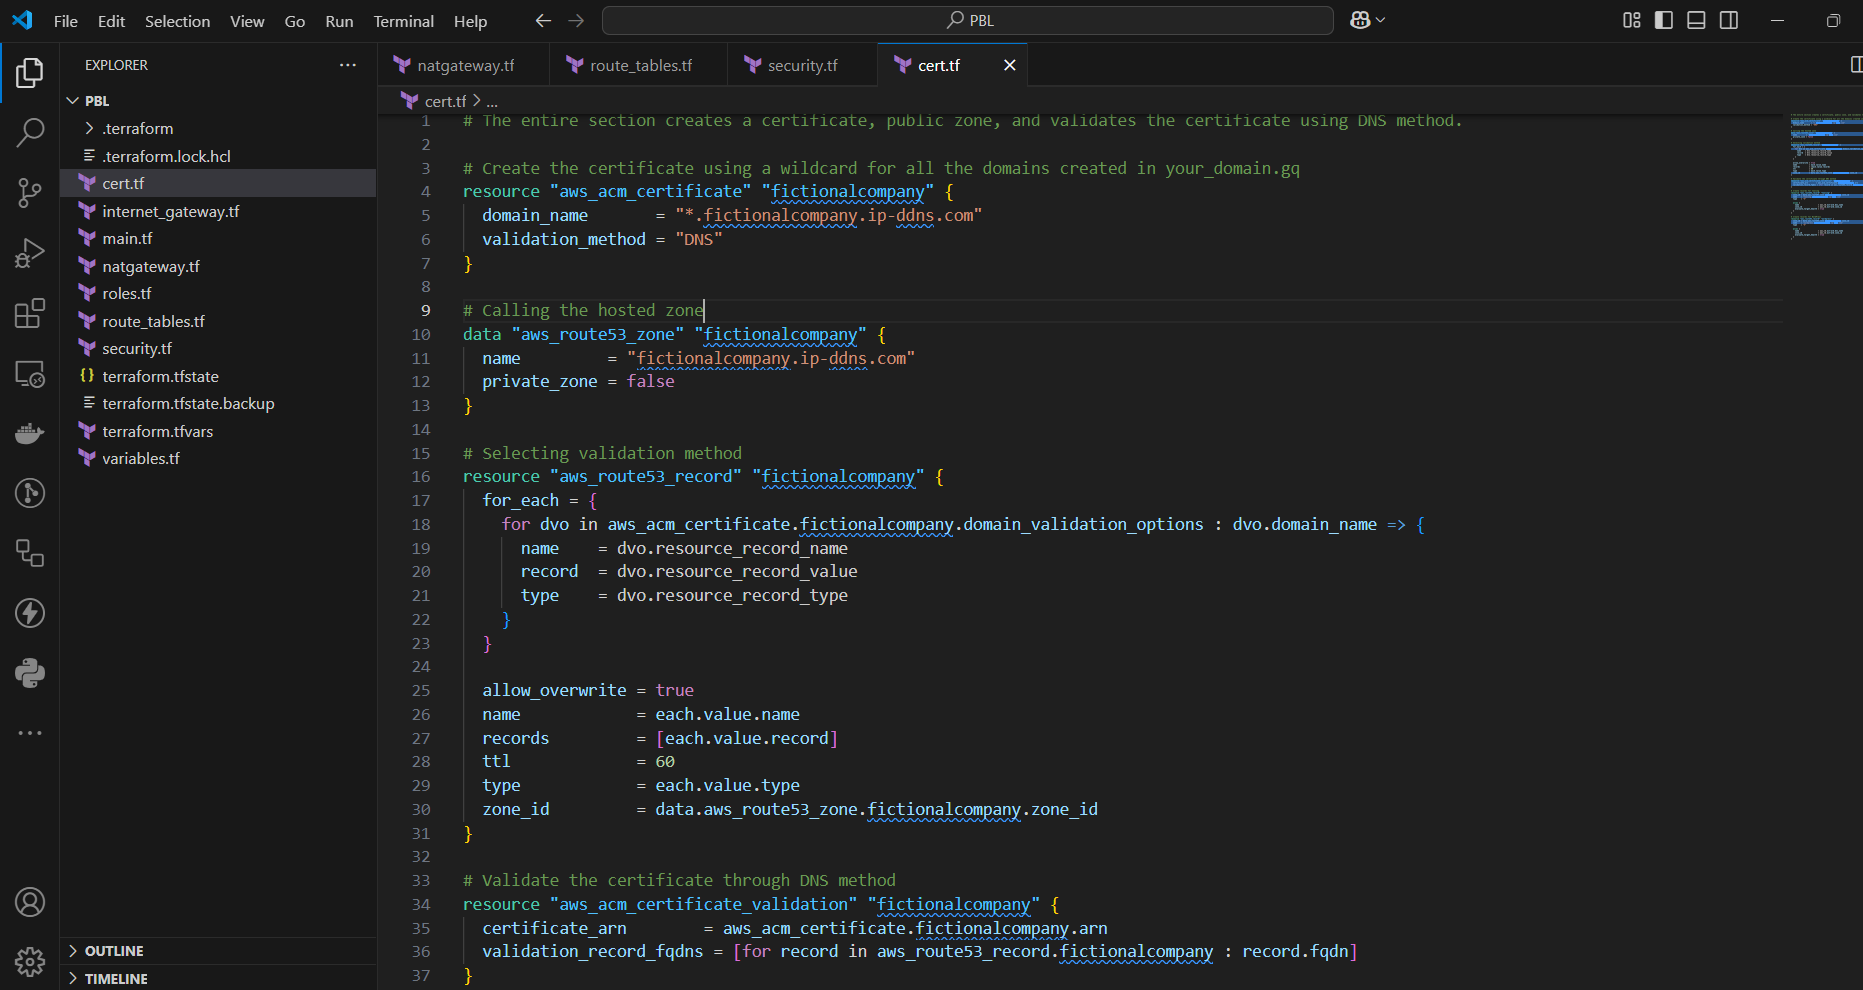 File Edit Selection View Go Run Terminal Help
PBL
EXPLORER
PBL
.terraform
.terraform.lock.hcl
cert.tf
internet_gateway.tf
main.tf
natgateway.tf
roles.tf
route_tables.tf
security.tf
terraform.tfstate
terraform.tfstate.backup
terraform.tfvars
variables.tf
OUTLINE
TIMELINE
natgateway.tf route_tables.tf security.tf cert.tf
cert.tf > ...
1 # The entire section creates a certificate, public zone, and validates the certificate using DNS method.
2
3 # Create the certificate using a wildcard for all the domains created in your_domain.gq
4 resource "aws_acm_certificate" "fictionalcompany" {
5   domain_name       = "*.fictionalcompany.ip-ddns.com"
6   validation_method = "DNS"
7 }
8
9 # Calling the hosted zone
10 data "aws_route53_zone" "fictionalcompany" {
11   name         = "fictionalcompany.ip-ddns.com"
12   private_zone = false
13 }
14
15 # Selecting validation method
16 resource "aws_route53_record" "fictionalcompany" {
17   for_each = {
18     for dvo in aws_acm_certificate.fictionalcompany.domain_validation_options : dvo.domain_name => {
19       name    = dvo.resource_record_name
20       record  = dvo.resource_record_value
21       type    = dvo.resource_record_type
22     }
23   }
24
25   allow_overwrite = true
26   name            = each.value.name
27   records         = [each.value.record]
28   ttl             = 60
29   type            = each.value.type
30   zone_id         = data.aws_route53_zone.fictionalcompany.zone_id
31 }
32
33 # Validate the certificate through DNS method
34 resource "aws_acm_certificate_validation" "fictionalcompany" {
35   certificate_arn        = aws_acm_certificate.fictionalcompany.arn
36   validation_record_fqdns = [for record in aws_route53_record.fictionalcompany : record.fqdn]
37 }